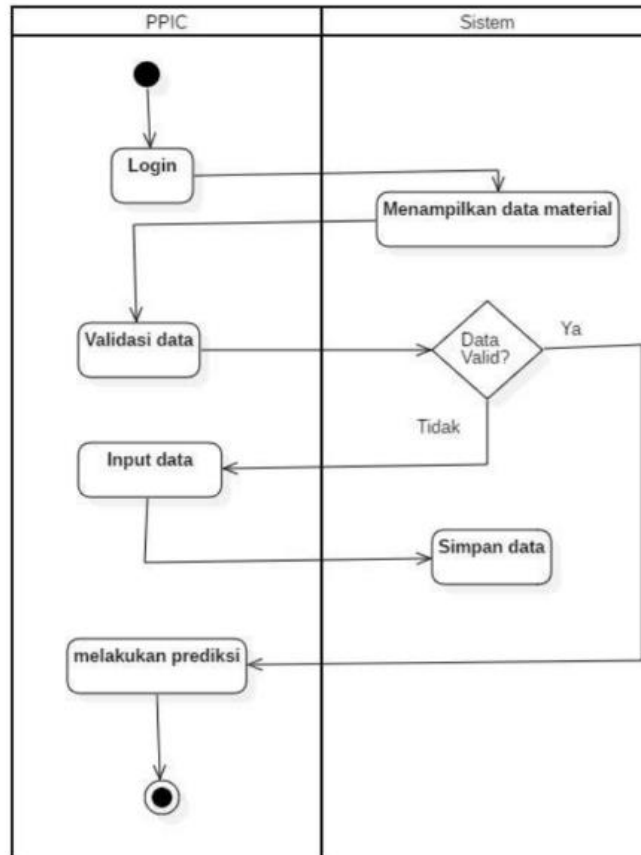 PPIC
Sistem
Login
Menampilkan data material
Validasi data
Data
Valid?
Ya
Tidak
Input data
Simpan data
melakukan prediksi